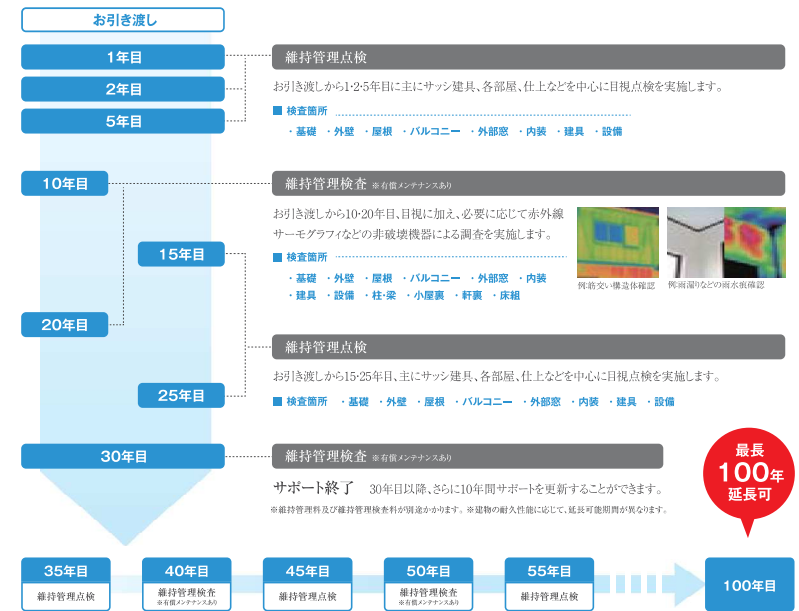 お引き渡し
1年目
2年目
5年目
維持管理点検
お引き渡しから1・2・5年目に主にサッシ建具、各部屋、仕上などを中心に目視点検を実施します。
■ 検査箇所
・基礎 ・外壁 ・屋根 ・バルコニー ・外部窓 ・内装 ・建具 ・設備
10年目
15年目
20年目
維持管理検査 ※有償メンテナンスあり
お引き渡しから10・20年目、目視に加え、必要に応じて赤外線
サーモグラフィなどの非破壊機器による調査を実施します。
■ 検査箇所
・基礎 ・外壁 ・屋根 ・バルコニー ・外部窓 ・内装
・建具 ・設備 ・柱・梁 ・小屋裏 ・軒裏 ・床組
例:筋交い構造体確認
例:雨漏りなどの雨水痕確認
25年目
維持管理点検
お引き渡しから15・25年目、主にサッシ建具、各部屋、仕上などを中心に目視点検を実施します。
■ 検査箇所 ・基礎 ・外壁 ・屋根 ・バルコニー ・外部窓 ・内装 ・建具 ・設備
30年目
維持管理検査 ※有償メンテナンスあり
サポート終了 30年目以降、さらに10年間サポートを更新することができます。
※維持管理料及び維持管理検査料が別途かかります。※建物の耐久性能に応じて、延長可能期間が異なります。
最長
100年
延長可
35年目
維持管理点検
40年目
維持管理検査
※有償メンテナンスあり
45年目
維持管理点検
50年目
維持管理検査
※有償メンテナンスあり
55年目
維持管理点検
100年目